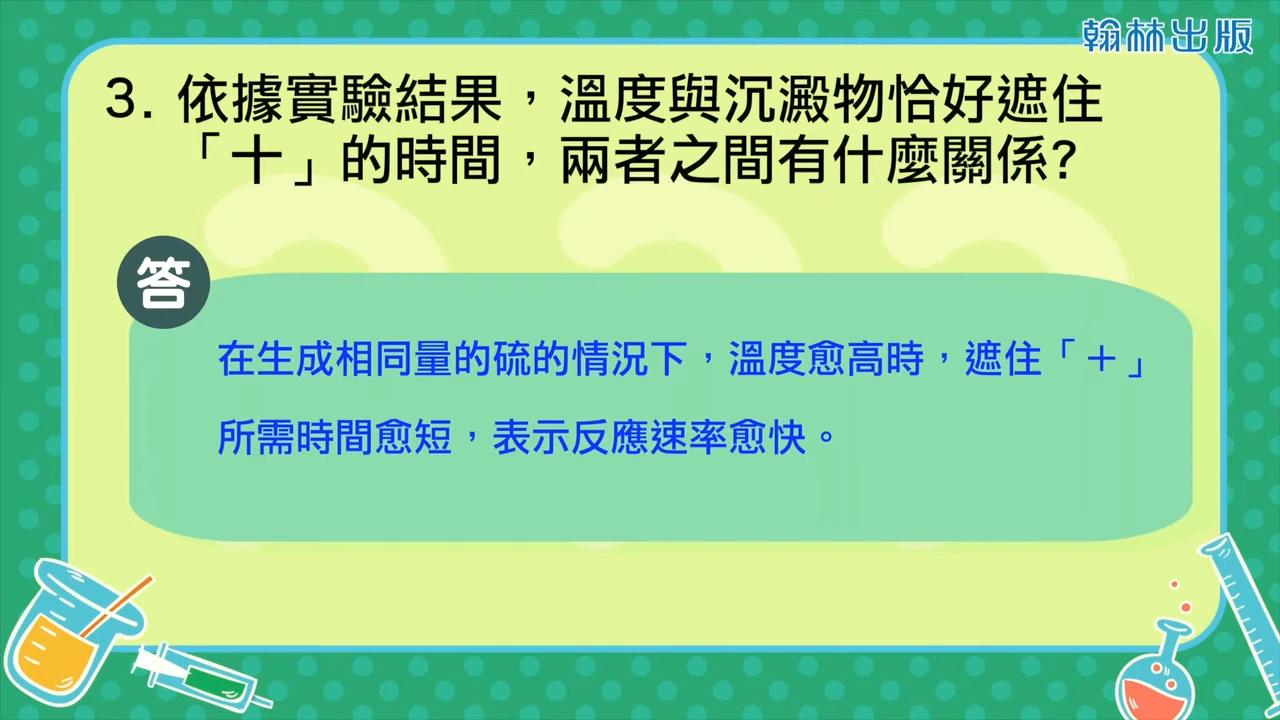 翰林出版
3. 依據實驗結果，溫度與沉澱物恰好遮住
「十」的時間，兩者之間有什麼關係?
答
在生成相同量的硫的情況下，溫度愈高時，遮住「十」
所需時間愈短，表示反應速率愈快。